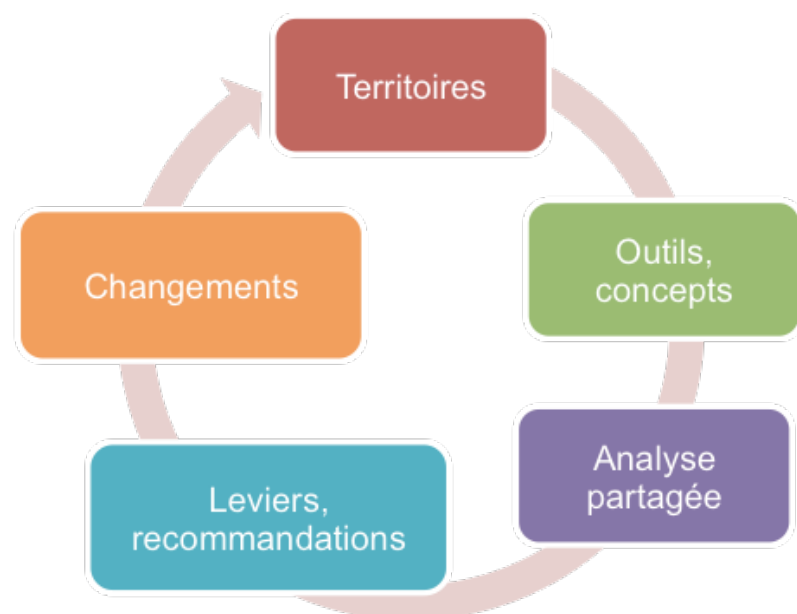 Territoires
Outils,
concepts
Analyse
partagée
Leviers,
recommandations
Changements